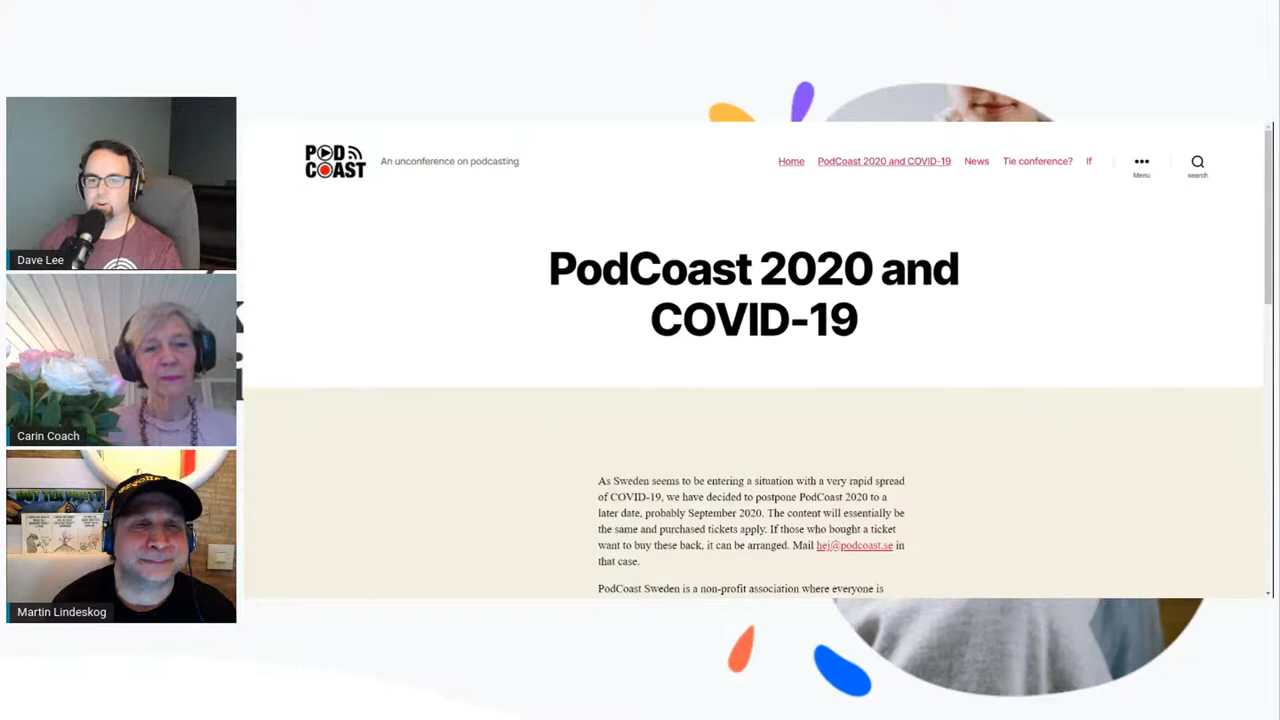 Dave Lee
Carin Coach
Martin Lindeskog
POD
COAST
An unconference on podcasting
Home
PodCoast 2020 and COVID-19
News
Tie conference?
If
Menu
search
PodCoast 2020 and
COVID-19
As Sweden seems to be entering a situation with a very rapid spread
of COVID-19, we have decided to postpone PodCoast 2020 to a
later date, probably September 2020. The content will essentially be
the same and purchased tickets apply. If those who bought a ticket
want to buy these back, it can be arranged. Mail hej@podcoast.se in
that case.
PodCoast Sweden is a non-profit association where everyone is